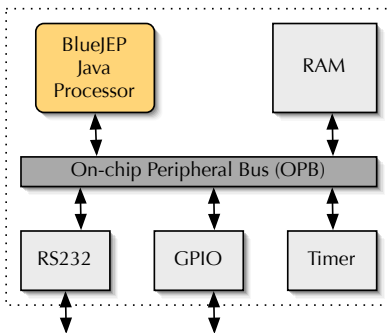 BlueJEP
Java
Processor
RAM
On-chip Peripheral Bus (OPB)
RS232
GPIO
Timer